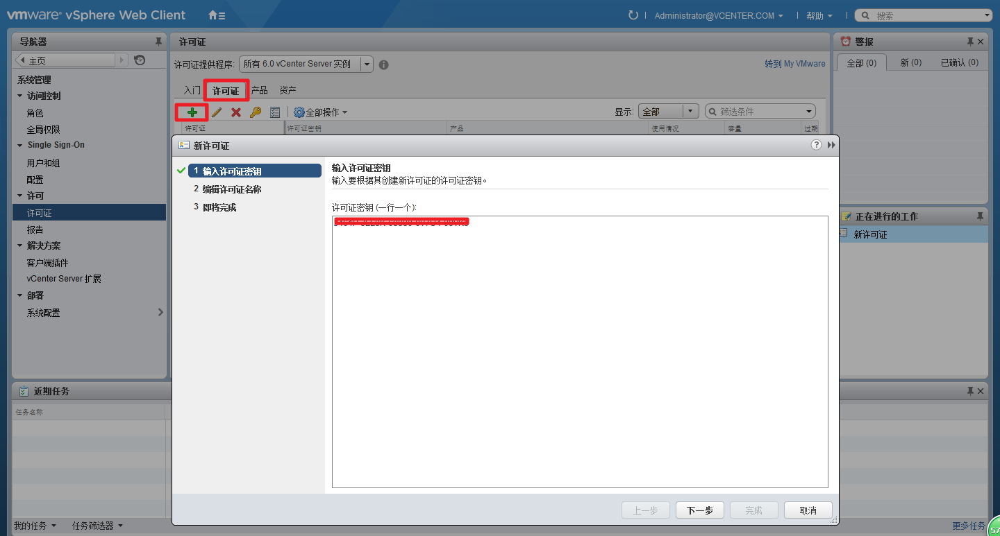 vmware® vSphere Web Client
Administrator@VCENTER.COM
帮助
搜索
导航器
主页
系统管理
访问控制
角色
全局权限
Single Sign-On
用户和组
配置
许可
许可证
报告
解决方案
客户端插件
vCenter Server 扩展
部署
系统配置
许可证
许可证提供程序: 所有 6.0 vCenter Server 实例
转到 My VMware
入门 许可证 产品 资产
全部操作
显示: 全部
筛选条件
许可证 许可证密钥 产品 使用情况 容量 过期
新许可证
1 输入许可证密钥
2 编辑许可证名称
3 即将完成
输入许可证密钥
输入要根据其创建新许可证的许可证密钥。
许可证密钥 (一行一个):
上一步 下一步 完成 取消
警报
全部 (0) 新 (0) 已确认 (0)
正在进行的工作
新许可证
近期任务
任务名称
我的任务 任务筛选器
更多任务
57